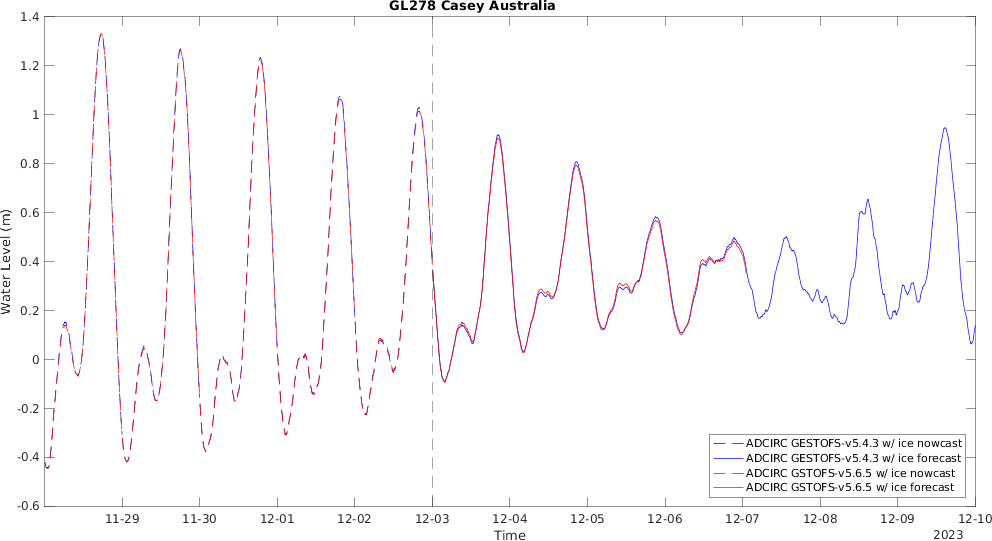 GL278 Casey Australia
1.4
1.2
1
0.8
0.6
0.4
0.2
0
-0.2
-0.4
-0.6
Water Level (m)
11-29 11-30 12-01 12-02 12-03 12-04 12-05 12-06 12-07 12-08 12-09 12-10
Time
2023
ADCIRC GESTOFS-v5.4.3 w/ ice nowcast
ADCIRC GESTOFS-v5.4.3 w/ ice forecast
ADCIRC GSTOFS-v5.6.5 w/ ice nowcast
ADCIRC GSTOFS-v5.6.5 w/ ice forecast